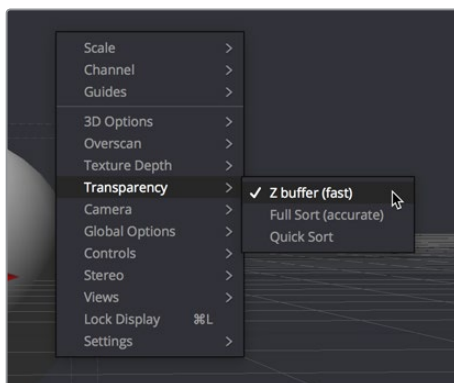 Scale >
Channel >
Guides >
3D Options >
Overscan >
Texture Depth >
Transparency >
✓ Z buffer (fast)
Full Sort (accurate)
Quick Sort
Camera >
Global Options >
Controls >
Stereo >
Views >
Lock Display ⌘L
Settings >